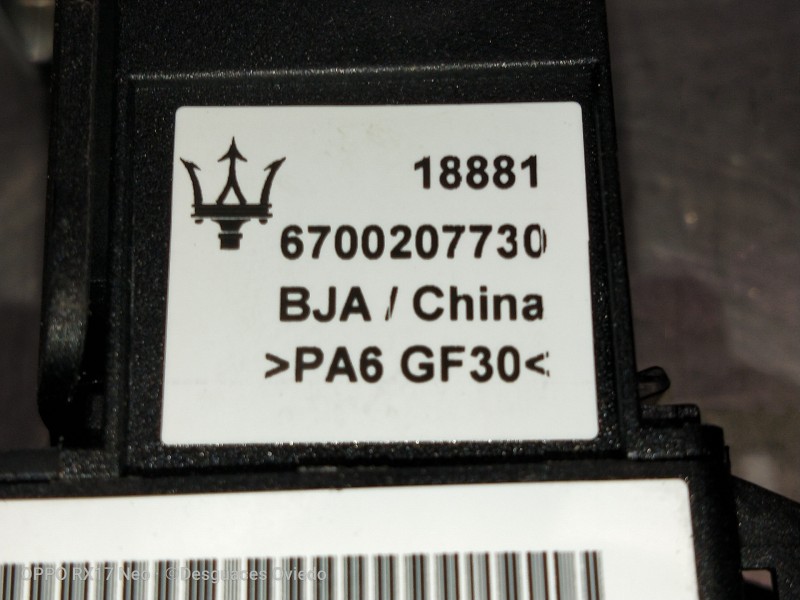 18881
6700207730
BJA / China
>PA6 GF30<
OPPO RX17 Neo · © Desguaces Oviedo